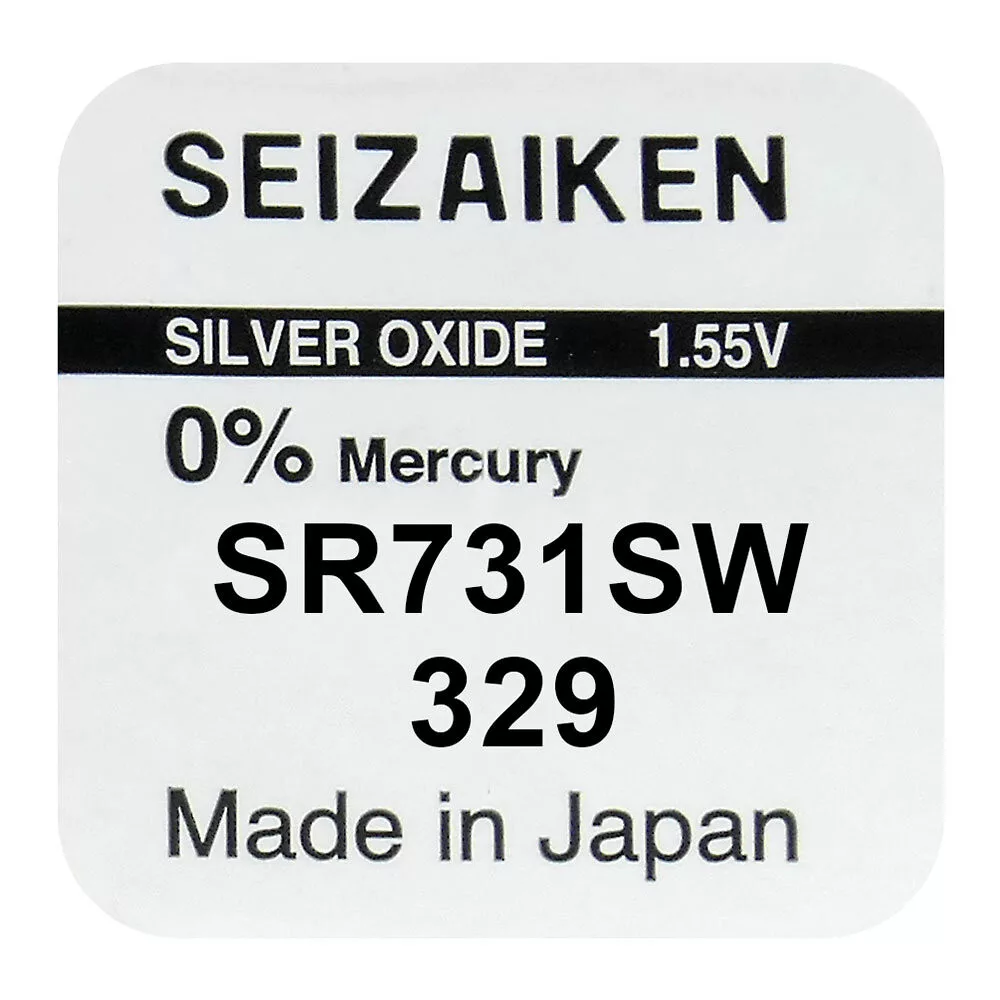 SEIZAIKEN
SILVER OXIDE 1.55V
0% Mercury
SR731SW
329
Made in Japan